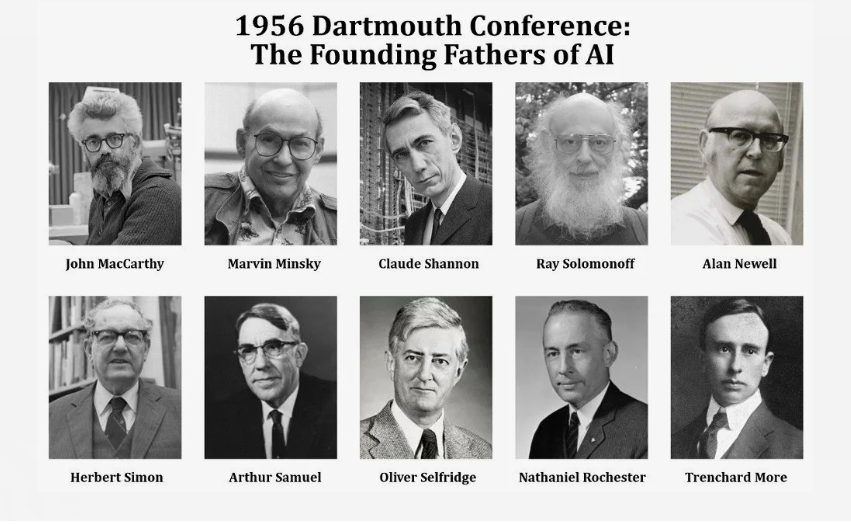 1956 Dartmouth Conference:
The Founding Fathers of AI
John MacCarthy
Marvin Minsky
Claude Shannon
Ray Solomonoff
Alan Newell
Herbert Simon
Arthur Samuel
Oliver Selfridge
Nathaniel Rochester
Trenchard More